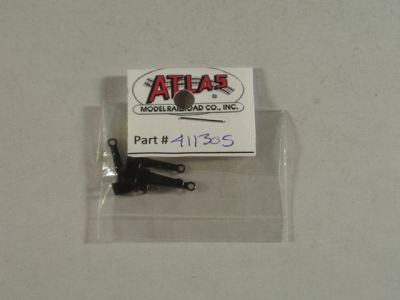 ATLAS
MODEL RAILROAD CO., INC.
Part # 411305